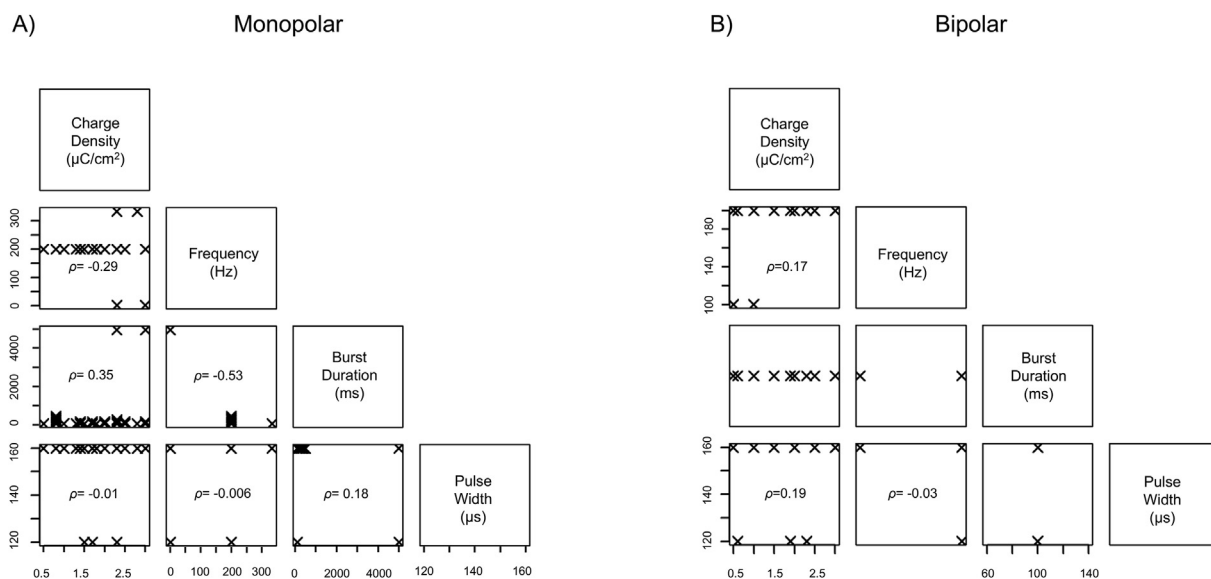 A) Monopolar
B) Bipolar
Charge
Density
(µC/cm²)
0 100 200 300
ρ= -0.29
Frequency
(Hz)
0 2000 4000
ρ= 0.35
ρ= -0.53
Burst
Duration
(ms)
120 140 160
ρ= -0.01
ρ= -0.006
ρ= 0.18
Pulse
Width
(µs)
0.5 1.5 2.5
0 100 200 300
0 2000 4000
120 140 160
Charge
Density
(µC/cm²)
100 140 180
ρ=0.17
Frequency
(Hz)
Burst
Duration
(ms)
120 140 160
ρ=0.19
ρ= -0.03
Pulse
Width
(µs)
0.5 1.5 2.5
60 100 140